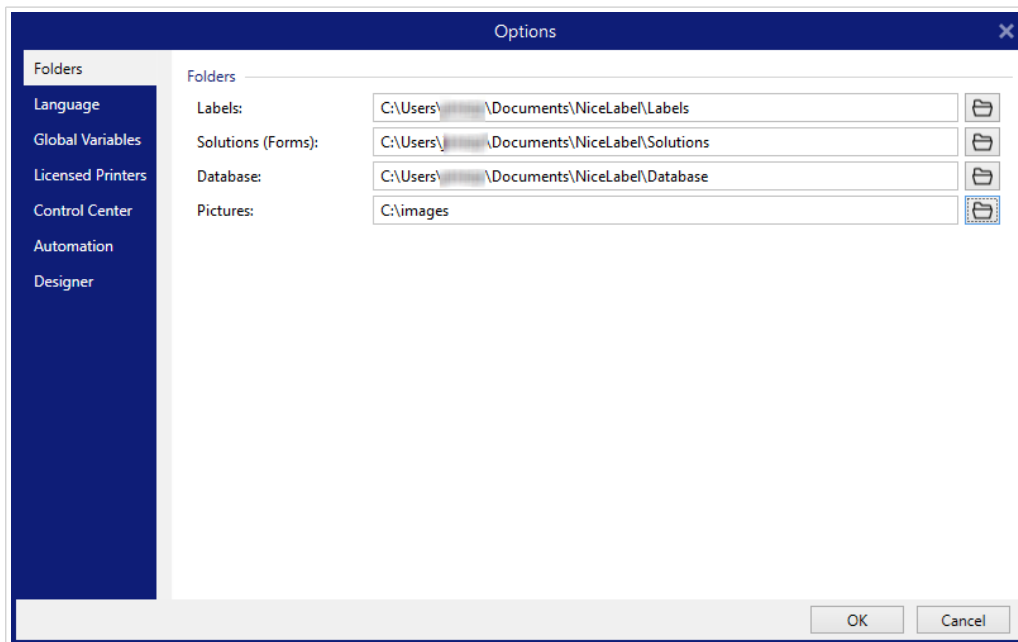 Options
Folders
Language
Global Variables
Licensed Printers
Control Center
Automation
Designer
Folders
Labels: C:\Users\ \Documents\NiceLabel\Labels
Solutions (Forms): C:\Users\ \Documents\NiceLabel\Solutions
Database: C:\Users\ \Documents\NiceLabel\Database
Pictures: C:\images
OK Cancel